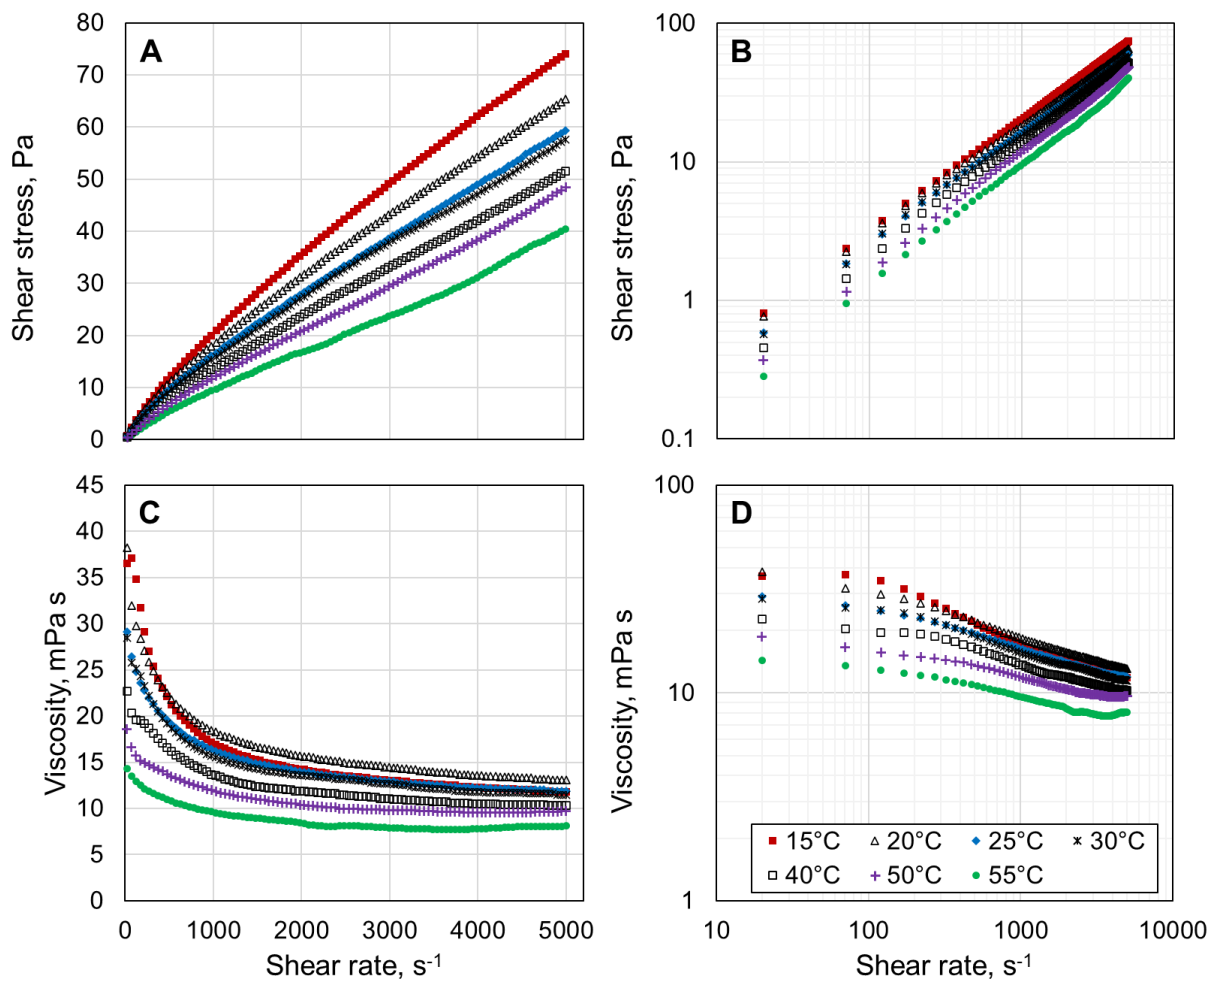 A
80
70
60
50
40
30
20
10
0
Shear stress, Pa
B
100
10
1
0.1
Shear stress, Pa
C
45
40
35
30
25
20
15
10
5
0
Viscosity, mPa s
0 1000 2000 3000 4000 5000
Shear rate, s⁻¹
D
100
10
1
Viscosity, mPa s
15°C 20°C 25°C 30°C
40°C 50°C 55°C
10 100 1000 10000
Shear rate, s⁻¹